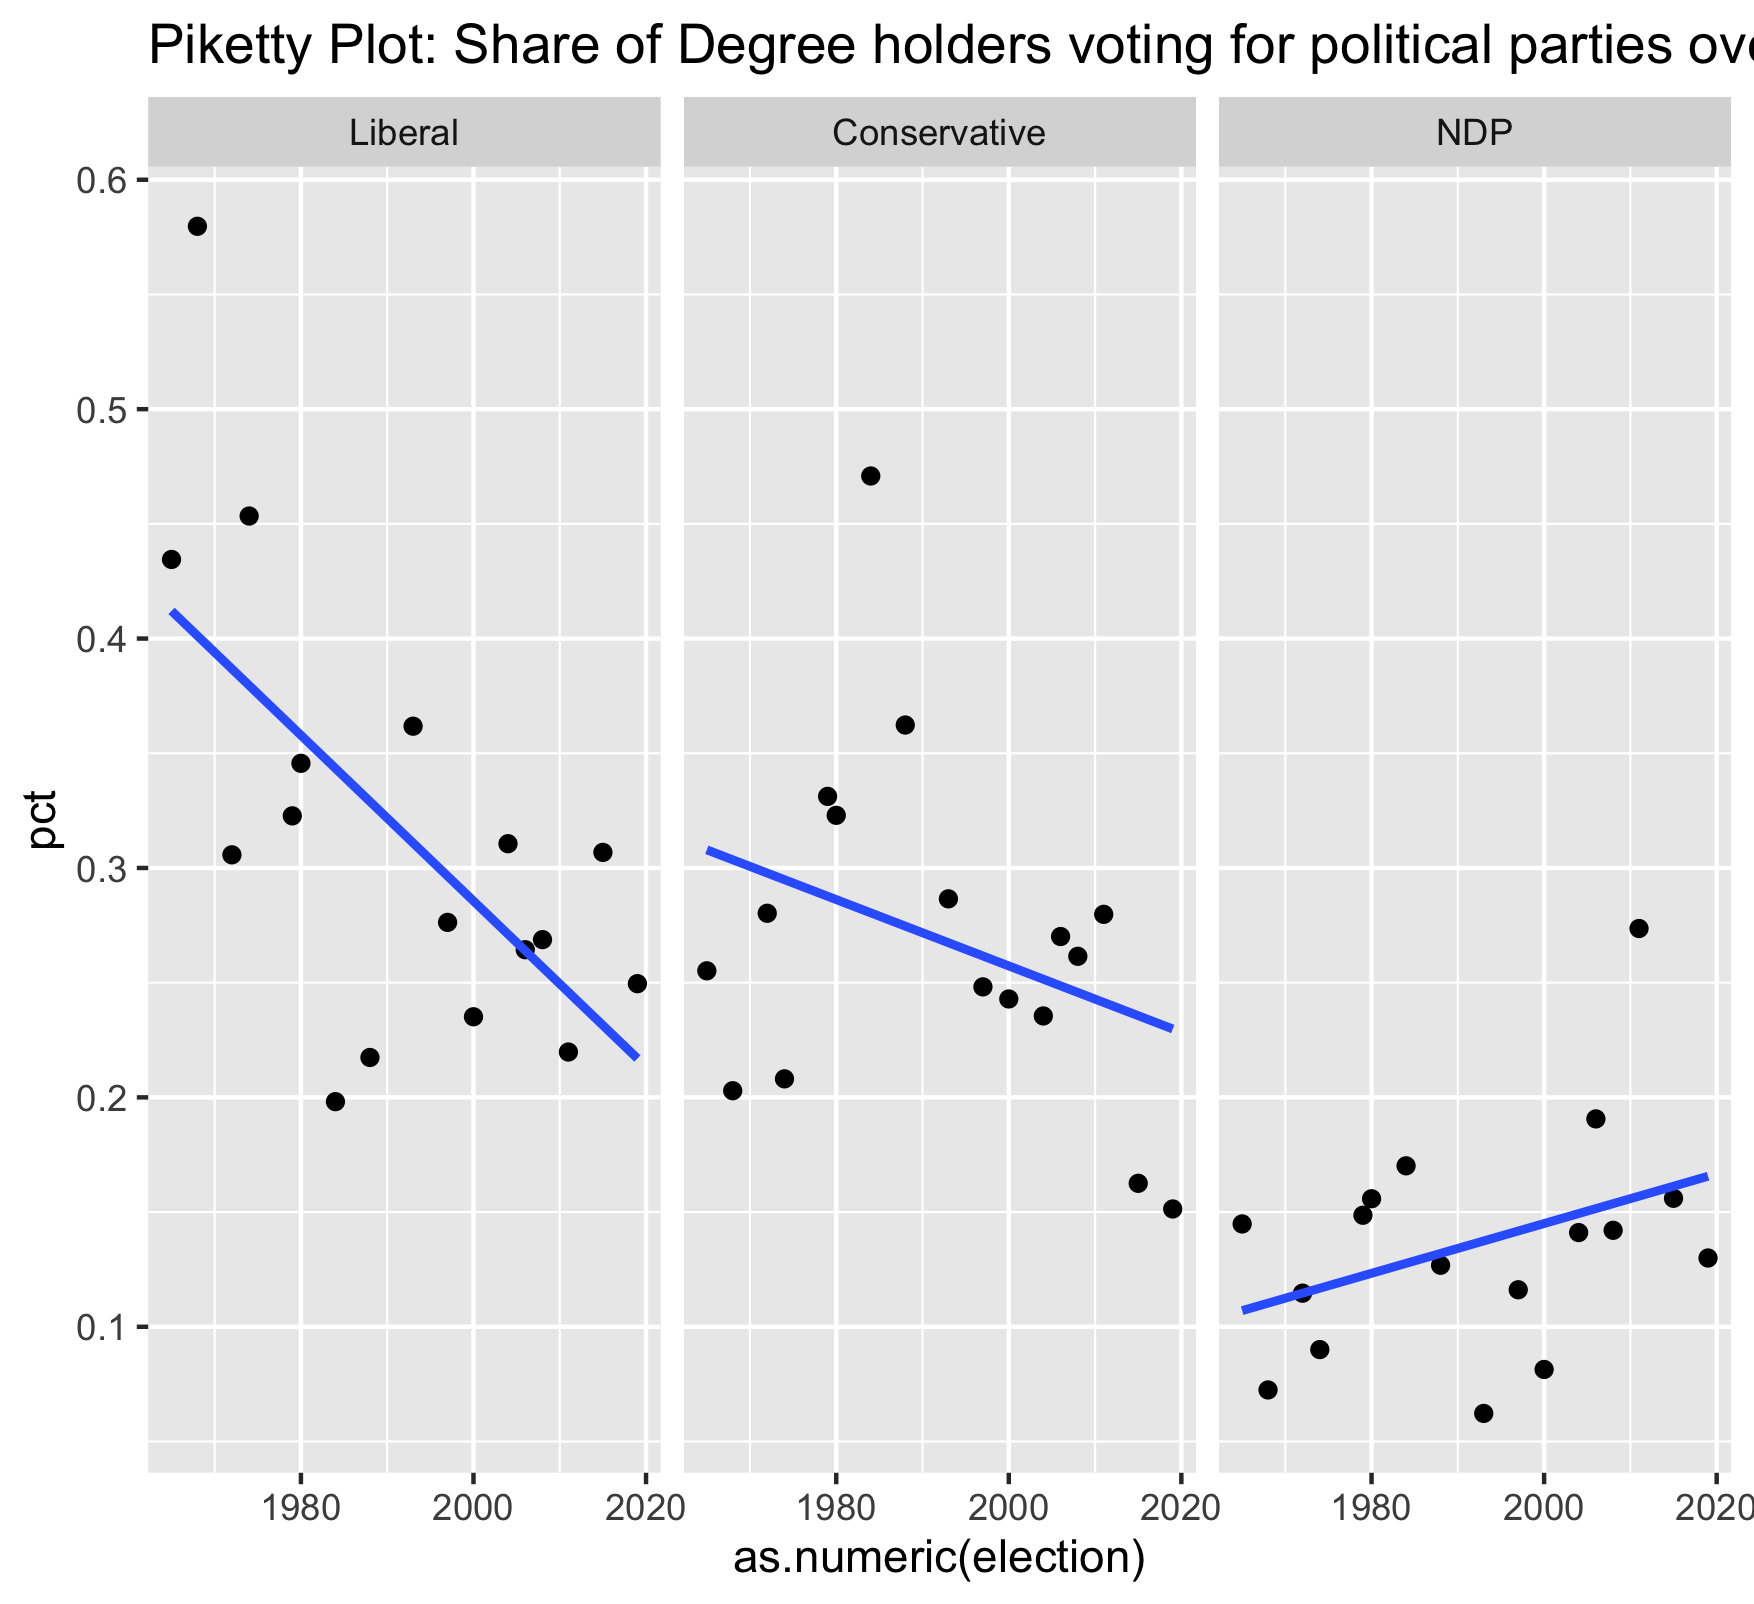 Piketty Plot: Share of Degree holders voting for political parties
Liberal Conservative NDP
0.6
0.5
0.4
0.3
0.2
0.1
pct
1980 2000 2020 1980 2000 2020 1980 2000 2020
as.numeric(election)